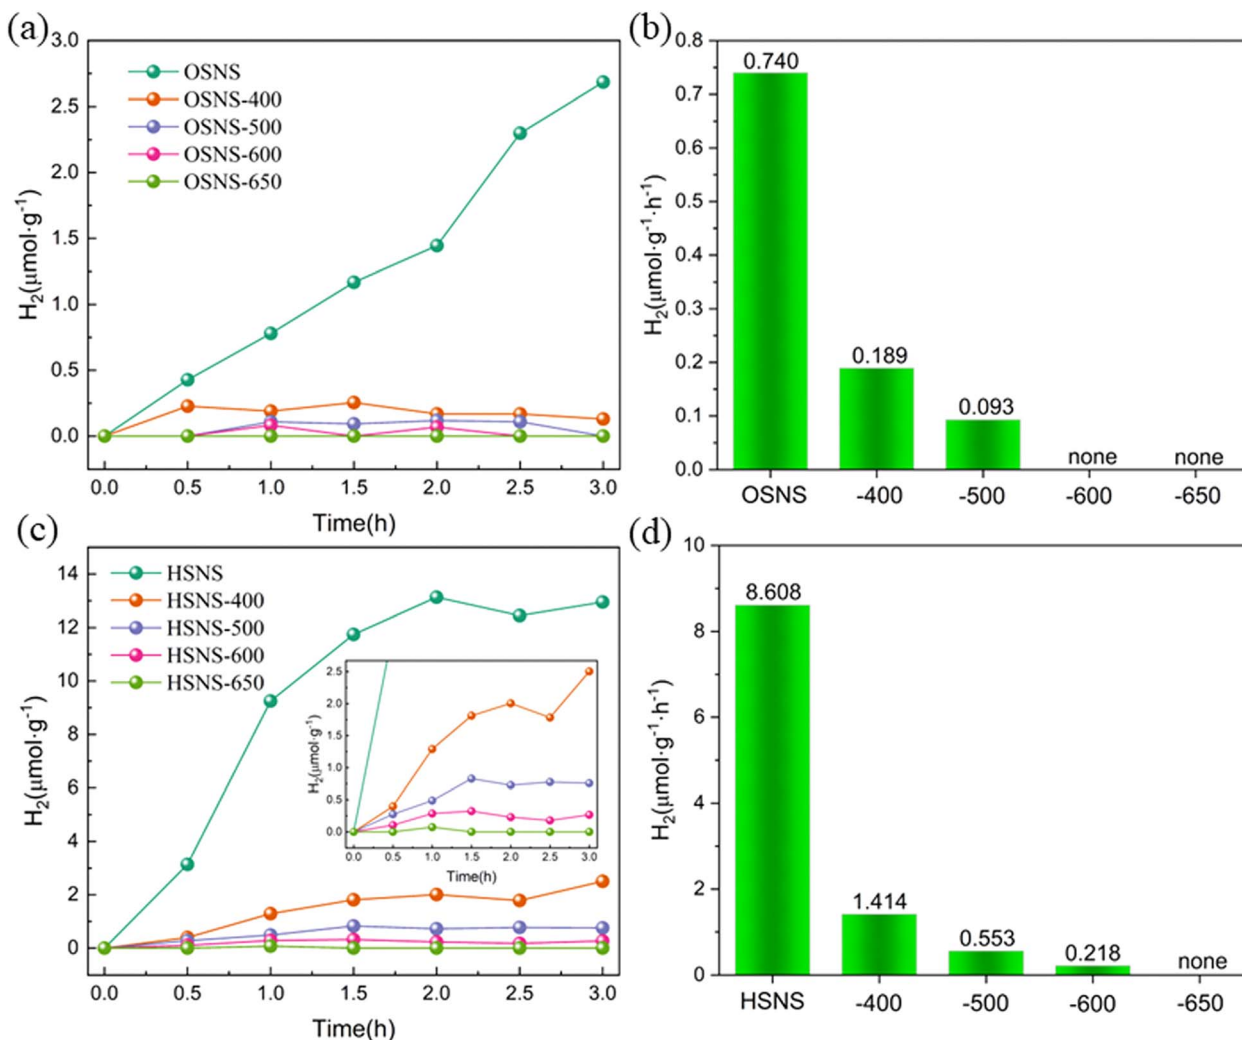 (a)
3.0
2.5
2.0
1.5
1.0
0.5
0.0
H2(μmol·g-1)
OSNS
OSNS-400
OSNS-500
OSNS-600
OSNS-650
0.0 0.5 1.0 1.5 2.0 2.5 3.0
Time(h)
(b)
0.8
0.7
0.6
0.5
0.4
0.3
0.2
0.1
0.0
H2(μmol·g-1·h-1)
0.740
0.189
0.093
none none
OSNS -400 -500 -600 -650
(c)
14
12
10
8
6
4
2
0
H2(μmol·g-1)
HSNS
HSNS-400
HSNS-500
HSNS-600
HSNS-650
2.5
2.0
1.5
1.0
0.5
0.0
H2(μmol·g-1)
0.0 0.5 1.0 1.5 2.0 2.5 3.0
Time(h)
0.0 0.5 1.0 1.5 2.0 2.5 3.0
Time(h)
(d)
10
8
6
4
2
0
H2(μmol·g-1·h-1)
8.608
1.414
0.553
0.218
none
HSNS -400 -500 -600 -650